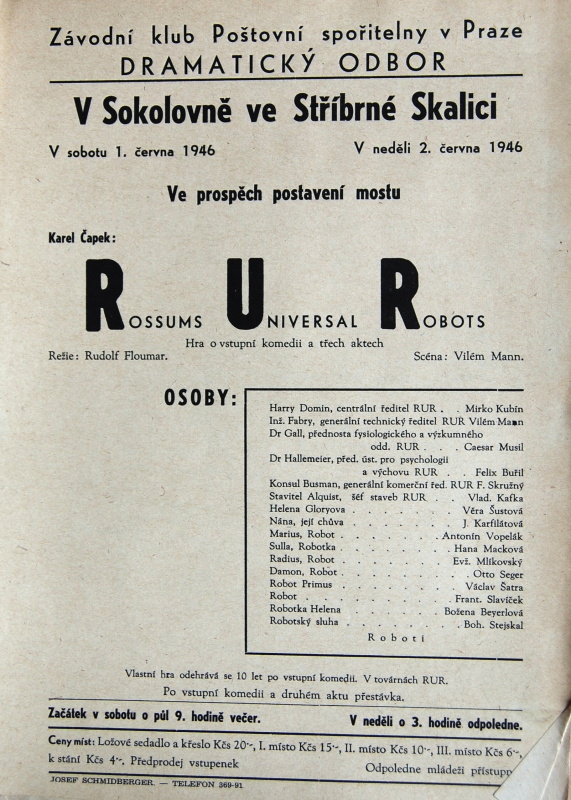 Závodní klub Poštovní spořitelny v Praze
DRAMATICKÝ ODBOR
V Sokolovně ve Stříbrné Skalici
V sobotu 1. června 1946 V neděli 2. června 1946
Ve prospěch postavení mostu
Karel Čapek:
ROSSUMS UNIVERSAL ROBOTS
Hra o vstupní komedii a třech aktech
Režie: Rudolf Floumar. Scéna: Vilém Mann.
OSOBY:
Harry Domin, centrální ředitel RUR . . Mirko Kubín
Inž. Fabry, generální technický ředitel RUR Vilém Mann
Dr Gall, přednosta fysiologického a výzkumného
odd. RUR . . . Caesar Musil
Dr Hallemeier, před. úst. pro psychologii
a výchovu RUR . . Felix Buřil
Konsul Busman, generální komerční řed. RUR F. Skružný
Stavitel Alquist, šéf staveb RUR . . Vlad. Kafka
Helena Gloryova . . . . . . . Věra Šustová
Nána, její chůva . . . . . . . J. Karfilátová
Marius, Robot . . . . . . . Antonín Vopelák
Sulla, Robotka . . . . . . . Hana Macková
Radius, Robot . . . . . . . Evž. Mlíkovský
Damon, Robot . . . . . . . . Otto Seger
Robot Primus . . . . . . . Václav Šatra
Robot . . . . . . . . . Frant. Slavíček
Robotka Helena . . . . . . Božena Beyerlová
Robotský sluha . . . . . . . Boh. Stejskal
Roboti
Vlastní hra odehrává se 10 let po vstupní komedii. V továrnách RUR.
Po vstupní komedii a druhém aktu přestávka.
Začátek v sobotu o půl 9. hodině večer. V neděli o 3. hodině odpoledne.
Ceny míst: Ložové sedadlo a křeslo Kčs 20·-, I. místo Kčs 15·-, II. místo Kčs 10·-, III. místo Kčs 6·-,
k stání Kčs 4·-, Předprodej vstupenek Odpoledne mládeži přístupn
JOSEF SCHMIDBERGER. — TELEFON 369-91